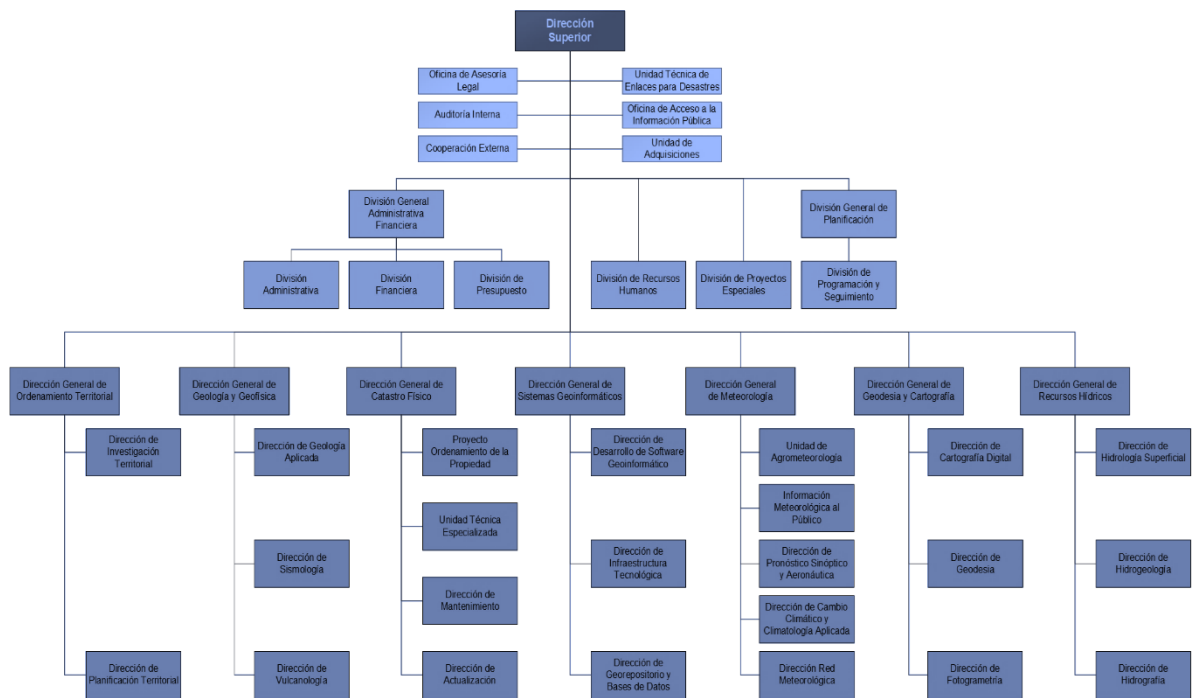 Dirección
Superior
Oficina de Asesoría
Legal
Unidad Técnica de
Enlaces para Desastres
Auditoría Interna
Oficina de Acceso a la
Información Pública
Cooperación Externa
Unidad de
Adquisiciones
División General
Administrativa
Financiera
División General de
Planificación
División
Administrativa
División
Financiera
División de
Presupuesto
División de Recursos
Humanos
División de Proyectos
Especiales
División de
Programación y
Seguimiento
Dirección General de
Ordenamiento Territorial
Dirección General de
Geología y Geofísica
Dirección General de
Catastro Físico
Dirección General de
Sistemas Geoinformáticos
Dirección General
de Meteorología
Dirección General de
Geodesia y Cartografía
Dirección General de
Recursos Hídricos
Dirección de
Investigación
Territorial
Dirección de Geología
Aplicada
Proyecto
Ordenamiento de la
Propiedad
Dirección de
Desarrollo de Software
Geoinformático
Unidad de
Agrometeorología
Dirección de
Cartografía Digital
Dirección de
Hidrología Superficial
Unidad Técnica
Especializada
Información
Meteorológica al
Público
Dirección de
Sismología
Dirección de
Infraestructura
Tecnológica
Dirección de
Pronóstico Sinóptico
y Aeronáutica
Dirección de
Geodesia
Dirección de
Hidrogeología
Dirección de
Mantenimiento
Dirección de Cambio
Climático y
Climatología Aplicada
Dirección de
Planificación Territorial
Dirección de
Vulcanología
Dirección de
Actualización
Dirección de
Georepositorio y
Bases de Datos
Dirección Red
Meteorológica
Dirección de
Fotogrametría
Dirección de
Hidrografía